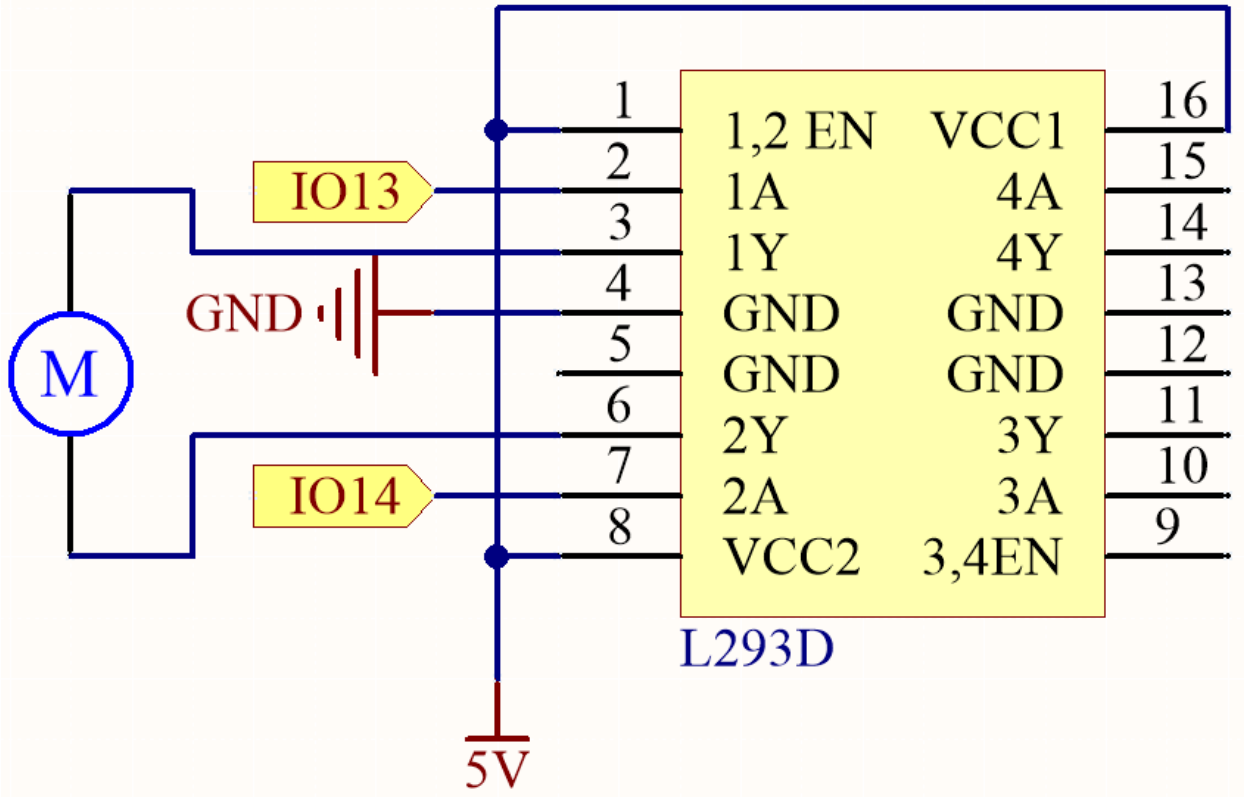 1
16
1,2 EN
VCC1
2
15
IO13
1A
4A
3
14
1Y
4Y
4
13
GND
GND
GND
5
12
M
GND
GND
6
11
2Y
3Y
7
10
IO14
2A
3A
8
9
VCC2
3,4EN
L293D
5V